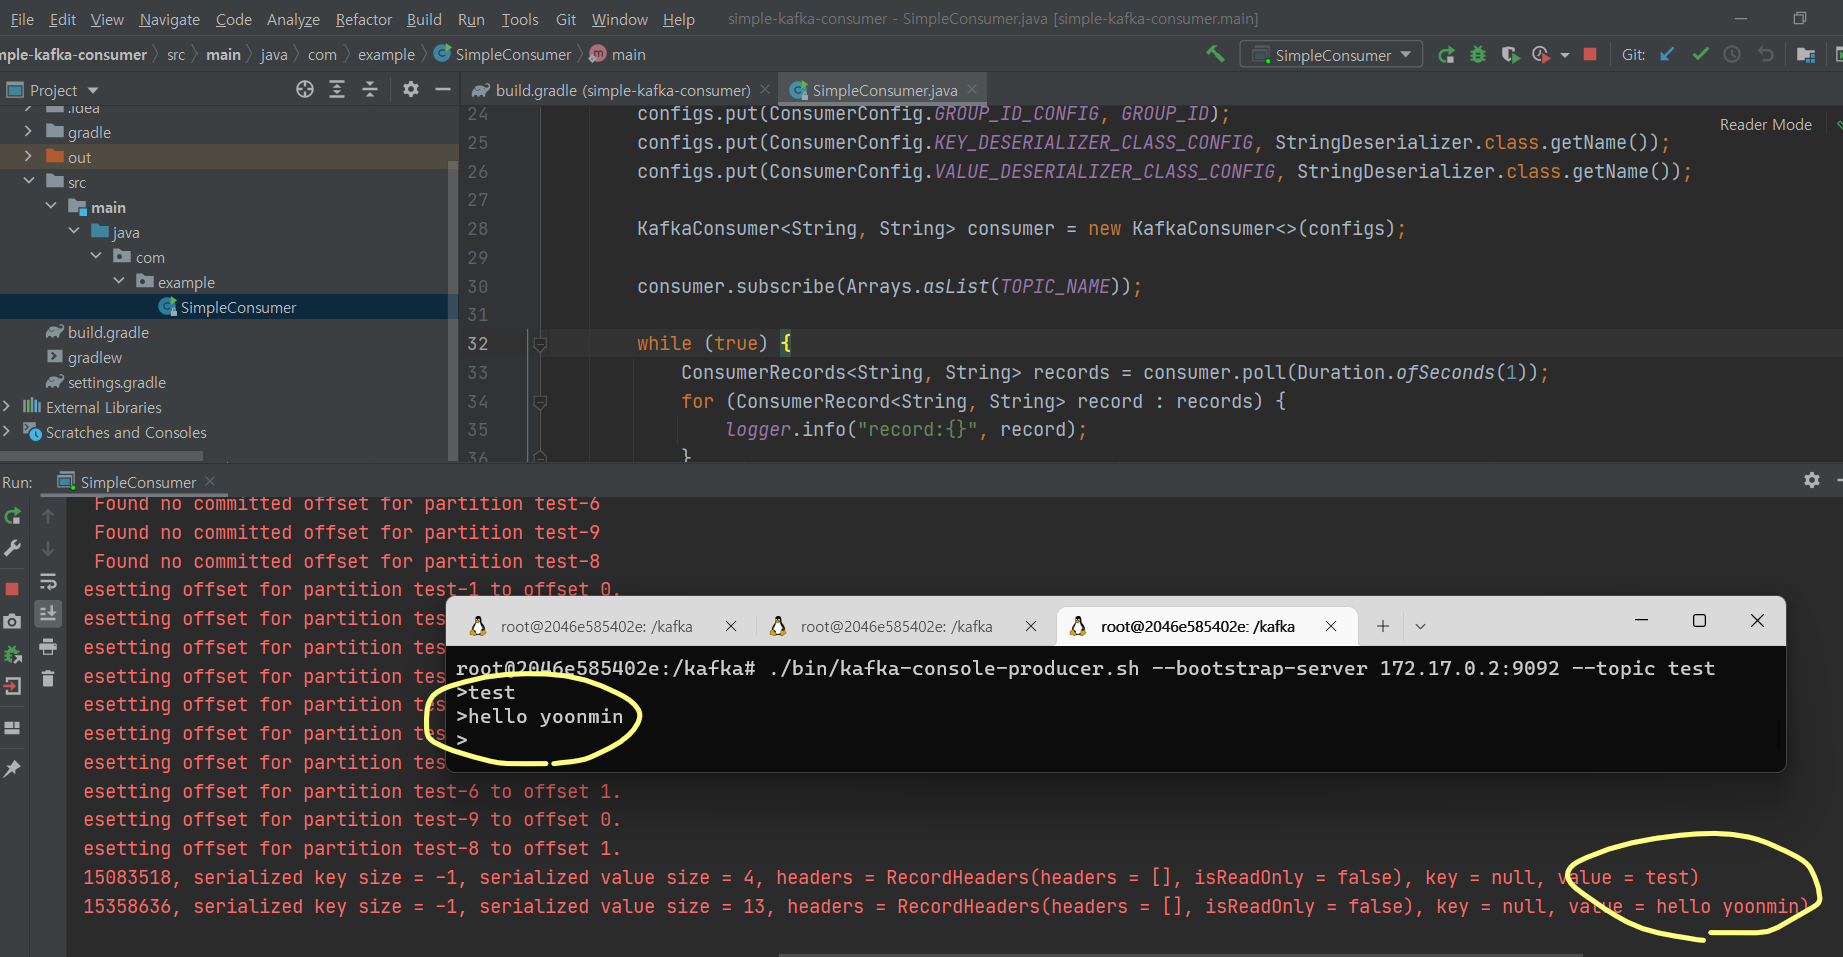 File Edit View Navigate Code Analyze Refactor Build Run Tools Git Window Help simple-kafka-consumer - SimpleConsumer.java [simple-kafka-consumer.main]
mple-kafka-consumer src main java com example SimpleConsumer main SimpleConsumer Git:
Project
.idea
gradle
out
src
main
java
com
example
SimpleConsumer
build.gradle
gradlew
settings.gradle
External Libraries
Scratches and Consoles
build.gradle (simple-kafka-consumer) SimpleConsumer.java
Reader Mode
24 configs.put(ConsumerConfig.GROUP_ID_CONFIG, GROUP_ID);
25 configs.put(ConsumerConfig.KEY_DESERIALIZER_CLASS_CONFIG, StringDeserializer.class.getName());
26 configs.put(ConsumerConfig.VALUE_DESERIALIZER_CLASS_CONFIG, StringDeserializer.class.getName());
27
28 KafkaConsumer<String, String> consumer = new KafkaConsumer<>(configs);
29
30 consumer.subscribe(Arrays.asList(TOPIC_NAME));
31
32 while (true) {
33 ConsumerRecords<String, String> records = consumer.poll(Duration.ofSeconds(1));
34 for (ConsumerRecord<String, String> record : records) {
35 logger.info("record:{}", record);
36 }
Run: SimpleConsumer
Found no committed offset for partition test-6
Found no committed offset for partition test-9
Found no committed offset for partition test-8
esetting offset for partition test-1 to offset 0.
esetting offset for partition tes
esetting offset for partition tes
esetting offset for partition tes
esetting offset for partition tes
esetting offset for partition tes
esetting offset for partition tes
esetting offset for partition test-6 to offset 1.
esetting offset for partition test-9 to offset 0.
esetting offset for partition test-8 to offset 1.
15083518, serialized key size = -1, serialized value size = 4, headers = RecordHeaders(headers = [], isReadOnly = false), key = null, value = test)
15358636, serialized key size = -1, serialized value size = 13, headers = RecordHeaders(headers = [], isReadOnly = false), key = null, value = hello yoonmin)
root@2046e585402e: /kafka root@2046e585402e: /kafka root@2046e585402e: /kafka
root@2046e585402e:/kafka# ./bin/kafka-console-producer.sh --bootstrap-server 172.17.0.2:9092 --topic test
>test
>hello yoonmin
>